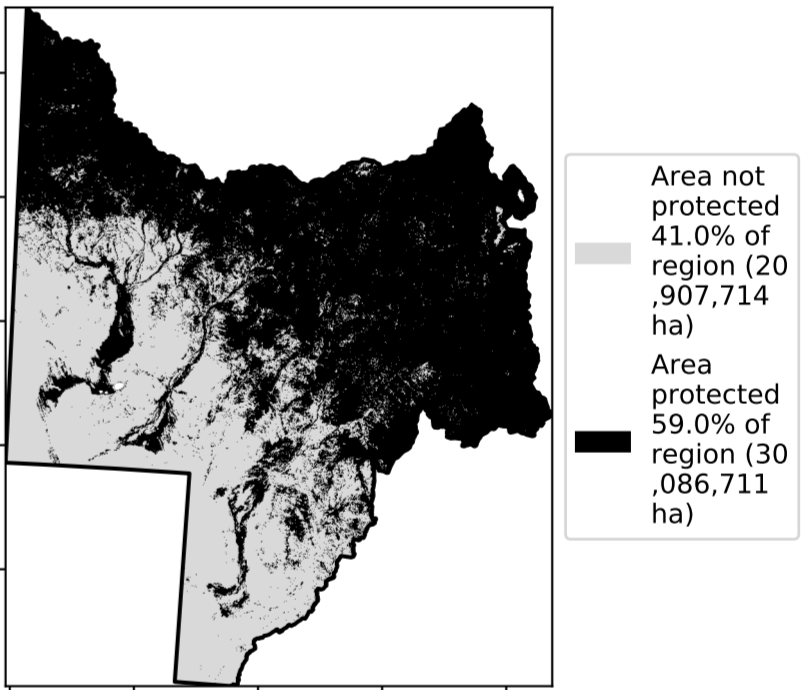 Area not
protected
41.0% of
region (20
,907,714
ha)
Area
protected
59.0% of
region (30
,086,711
ha)